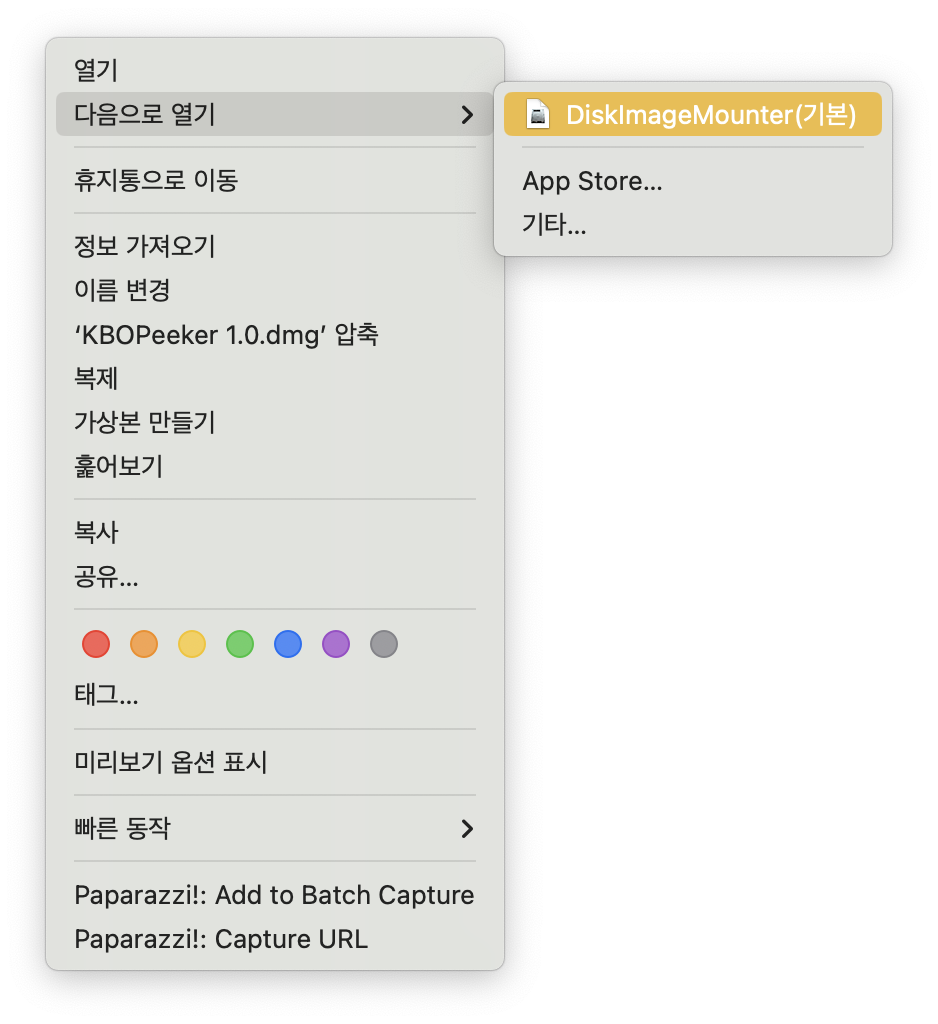 열기
다음으로 열기
DiskImageMounter(기본)
App Store...
기타...
휴지통으로 이동
정보 가져오기
이름 변경
‘KBOPeeker 1.0.dmg’ 압축
복제
가상본 만들기
훑어보기
복사
공유...
태그...
미리보기 옵션 표시
빠른 동작
Paparazzi!: Add to Batch Capture
Paparazzi!: Capture URL